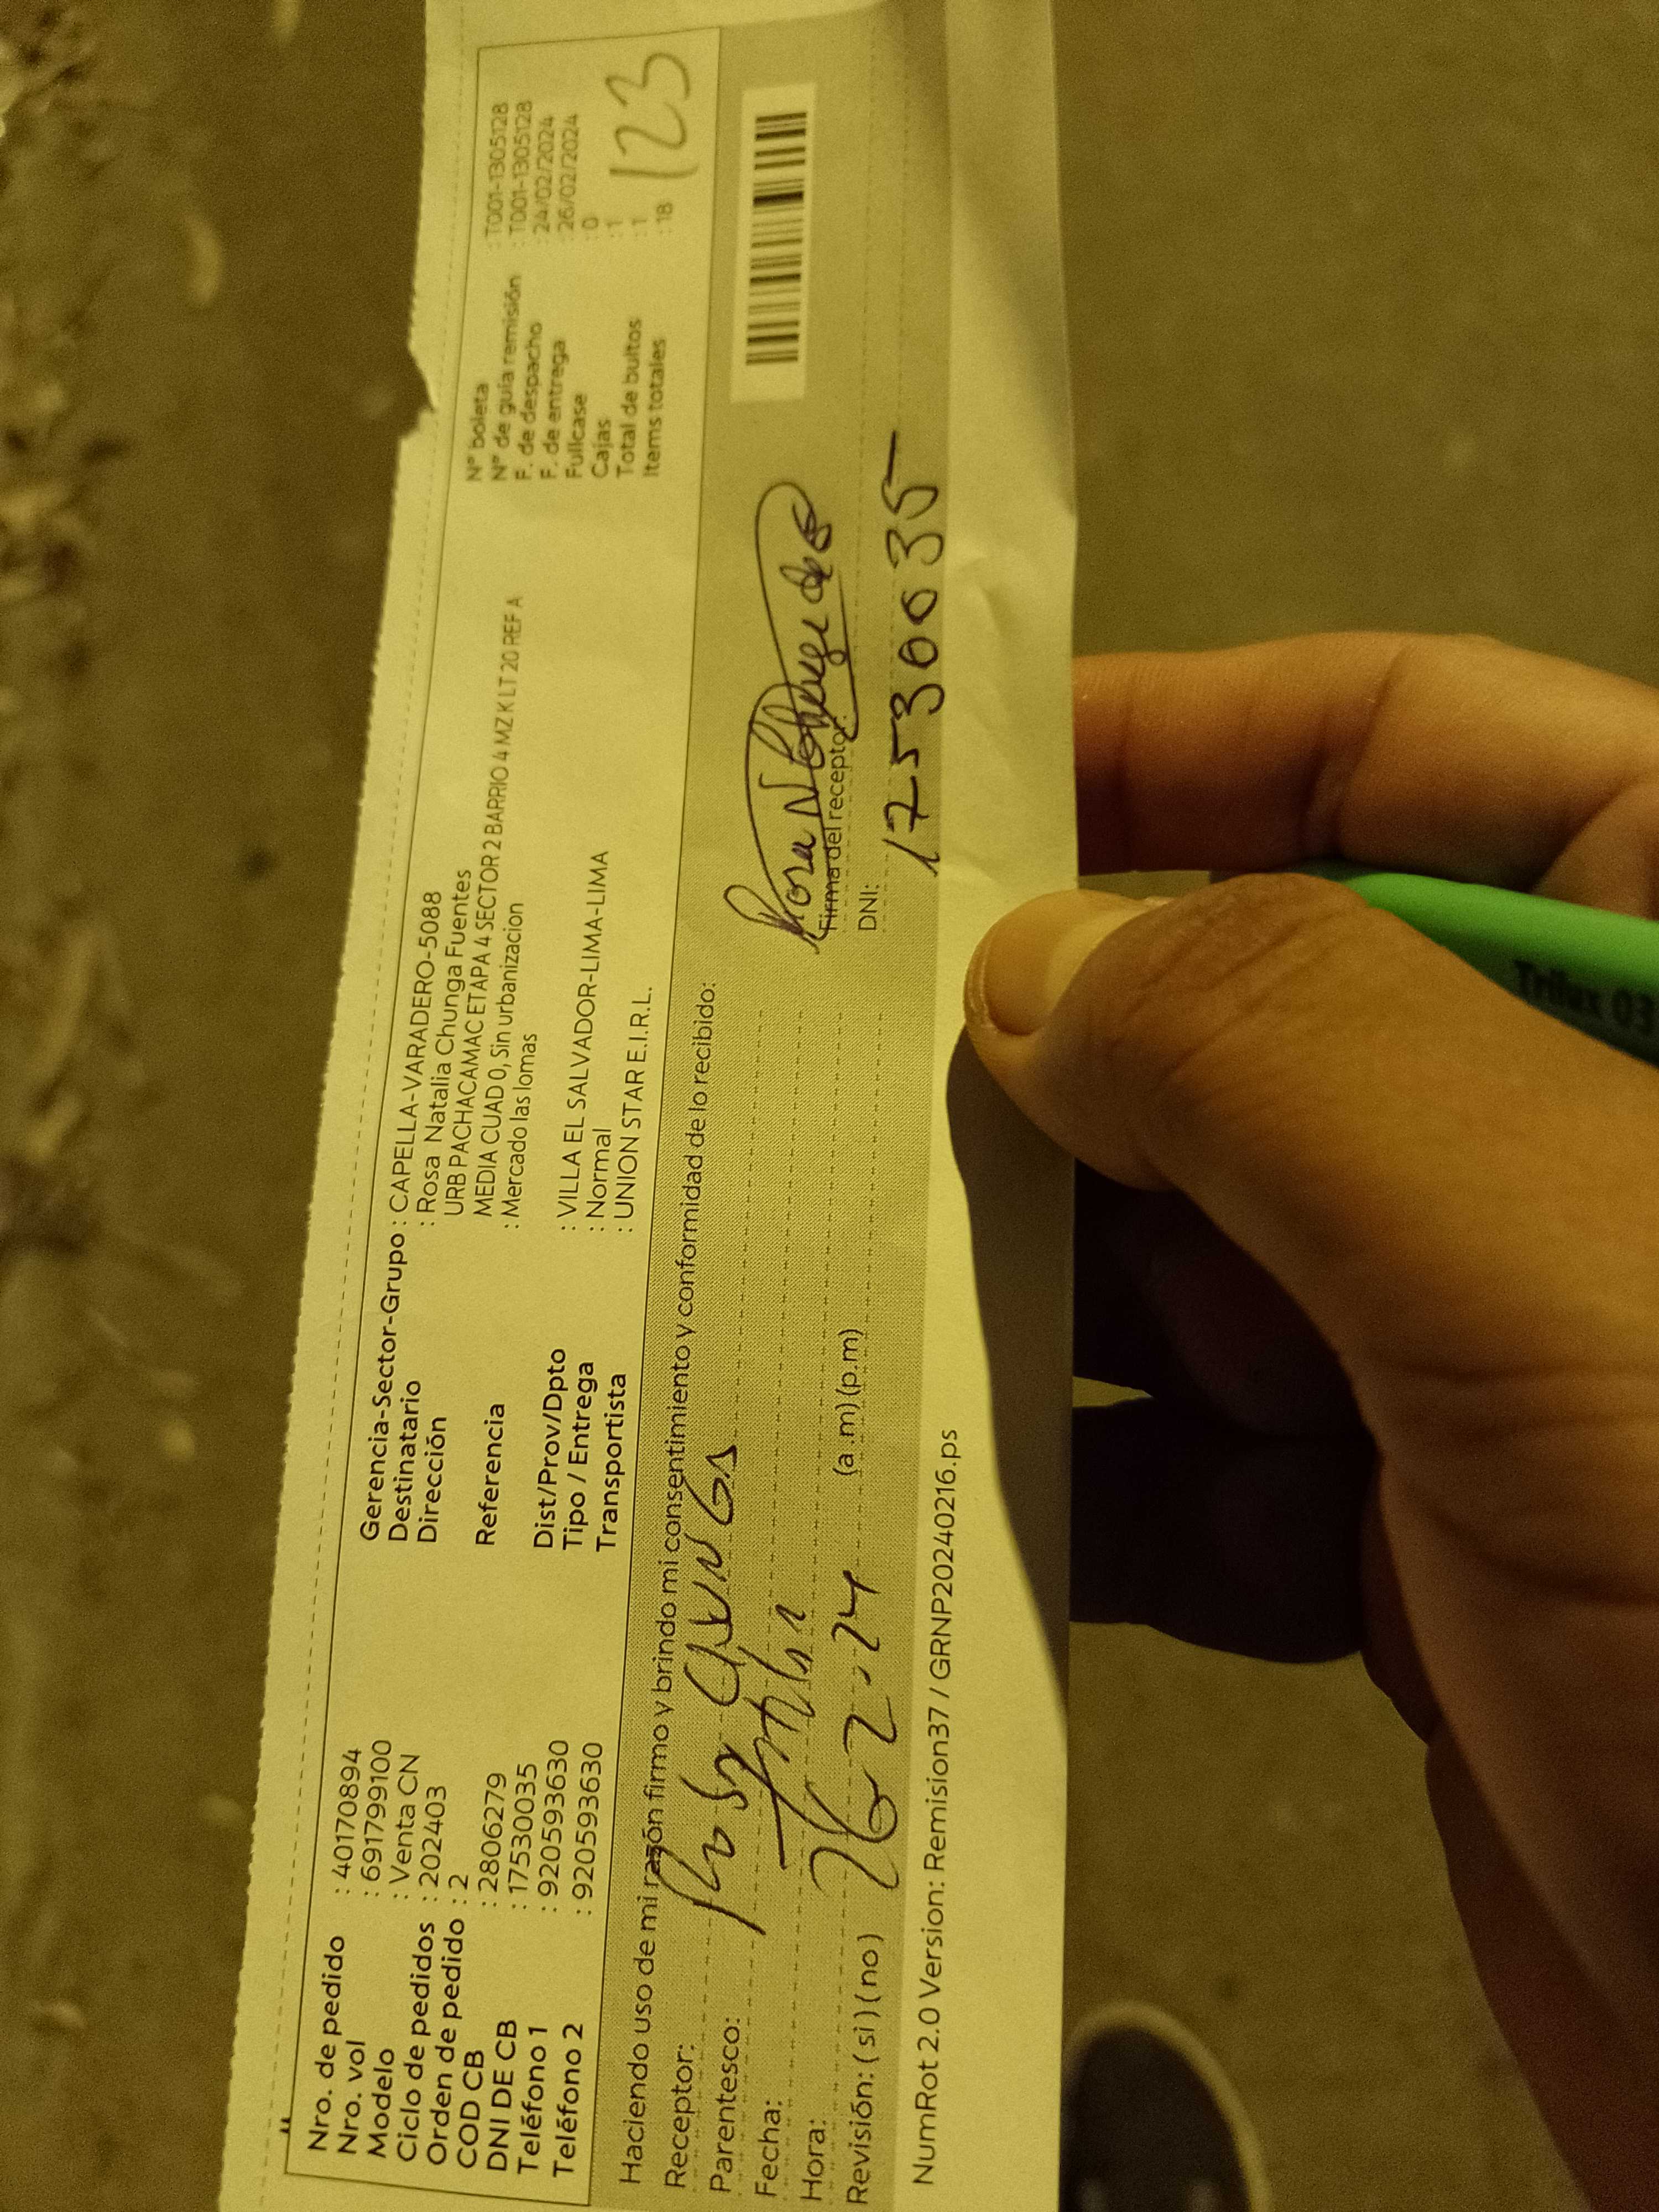 Nro. de pedido : 40170894
Nro. vol : 691799100
Modelo : Venta CN
Ciclo de pedidos : 202403
Orden de pedido : 2
COD CB : 2806279
DNI DE CB : 17530035
Teléfono 1 : 920593630
Teléfono 2 : 920593630
Gerencia-Sector-Grupo : CAPELLA-VARADERO-5088
Destinatario : Rosa Natalia Chunga Fuentes
Dirección URB PACHACAMAC ETAPA 4 SECTOR 2 BARRIO 4 MZ K LT 20 REF A
MEDIA CUAD 0, Sin urbanizacion
Referencia : Mercado las lomas
Dist/Prov/Dpto : VILLA EL SALVADOR-LIMA-LIMA
Tipo / Entrega : Normal
Transportista : UNION STAR E.I.R.L.
N° boleta : T001-1305128
N° de guía remisión : T001-1305128
F. de despacho : 24/02/2024
F. de entrega : 26/02/2024
Fullcase : 0
Cajas : 1
Total de bultos : 1
Items totales : 18
123
Haciendo uso de mi razón firmo y brindo mi consentimiento y conformidad de lo recibido:
Receptor:
Parentesco:
Fecha: 26-2-24
Hora: (a.m) (p.m)
Revisión: (si) (no)
Rosa N
Firma del receptor:
DNI: 17530035
NumRot 2.0 Version: Remision37 / GRNP20240216.ps
Trilux 03